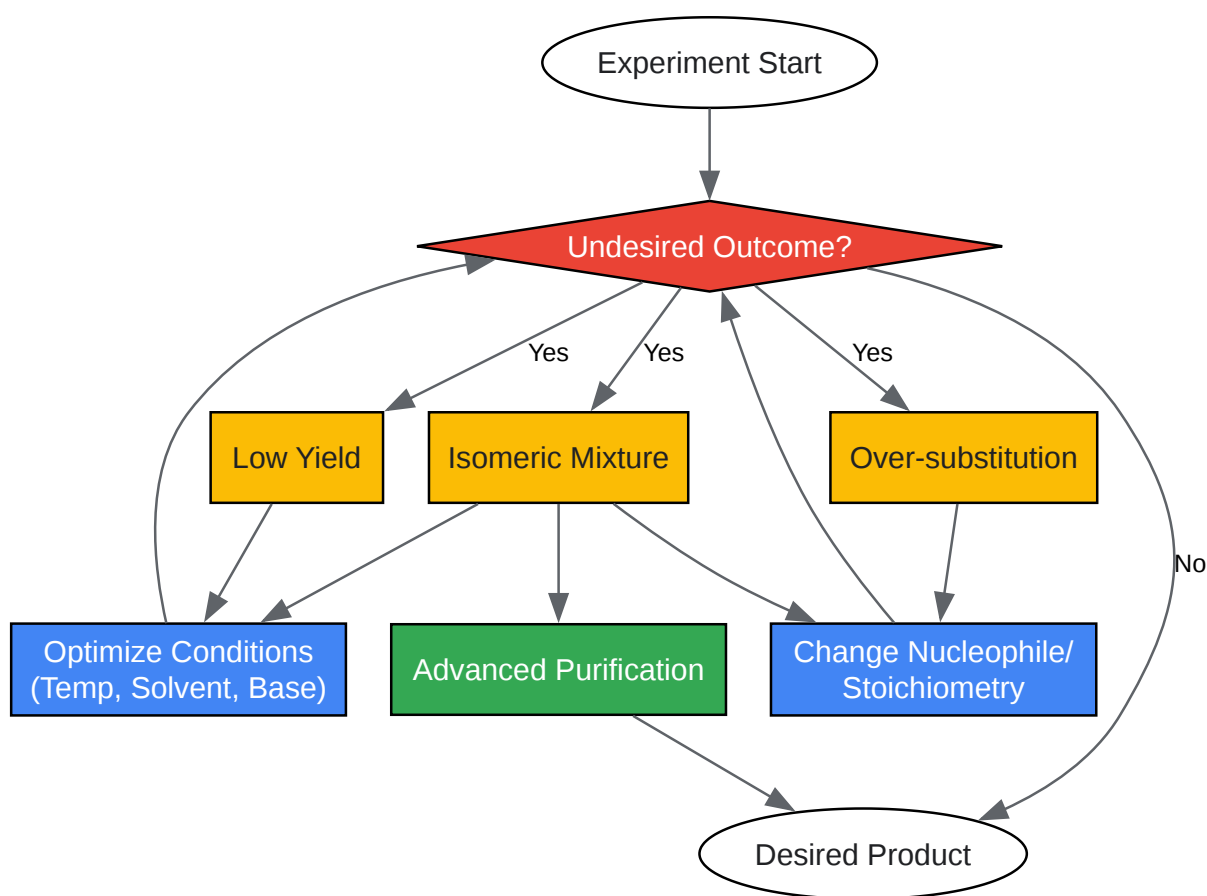 Experiment Start
Undesired Outcome?
Yes
Yes
Yes
Low Yield
Isomeric Mixture
Over-substitution
No
Optimize Conditions
(Temp, Solvent, Base)
Advanced Purification
Change Nucleophile/
Stoichiometry
Desired Product